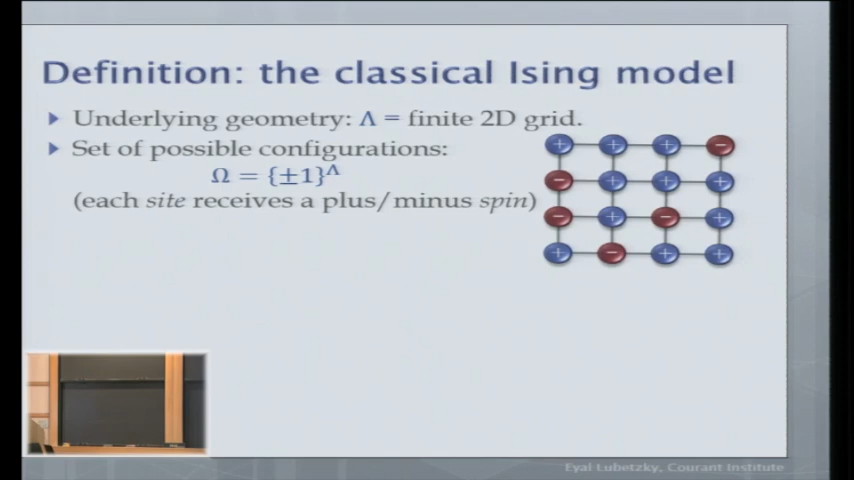 Definition: the classical Ising model
Underlying geometry: Λ = finite 2D grid.
Set of possible configurations:
Ω = {±1}^Λ
(each site receives a plus/minus spin)
+ + + −
− + + +
− + − +
+ − + +
Eyal Lubetzky, Courant Institute